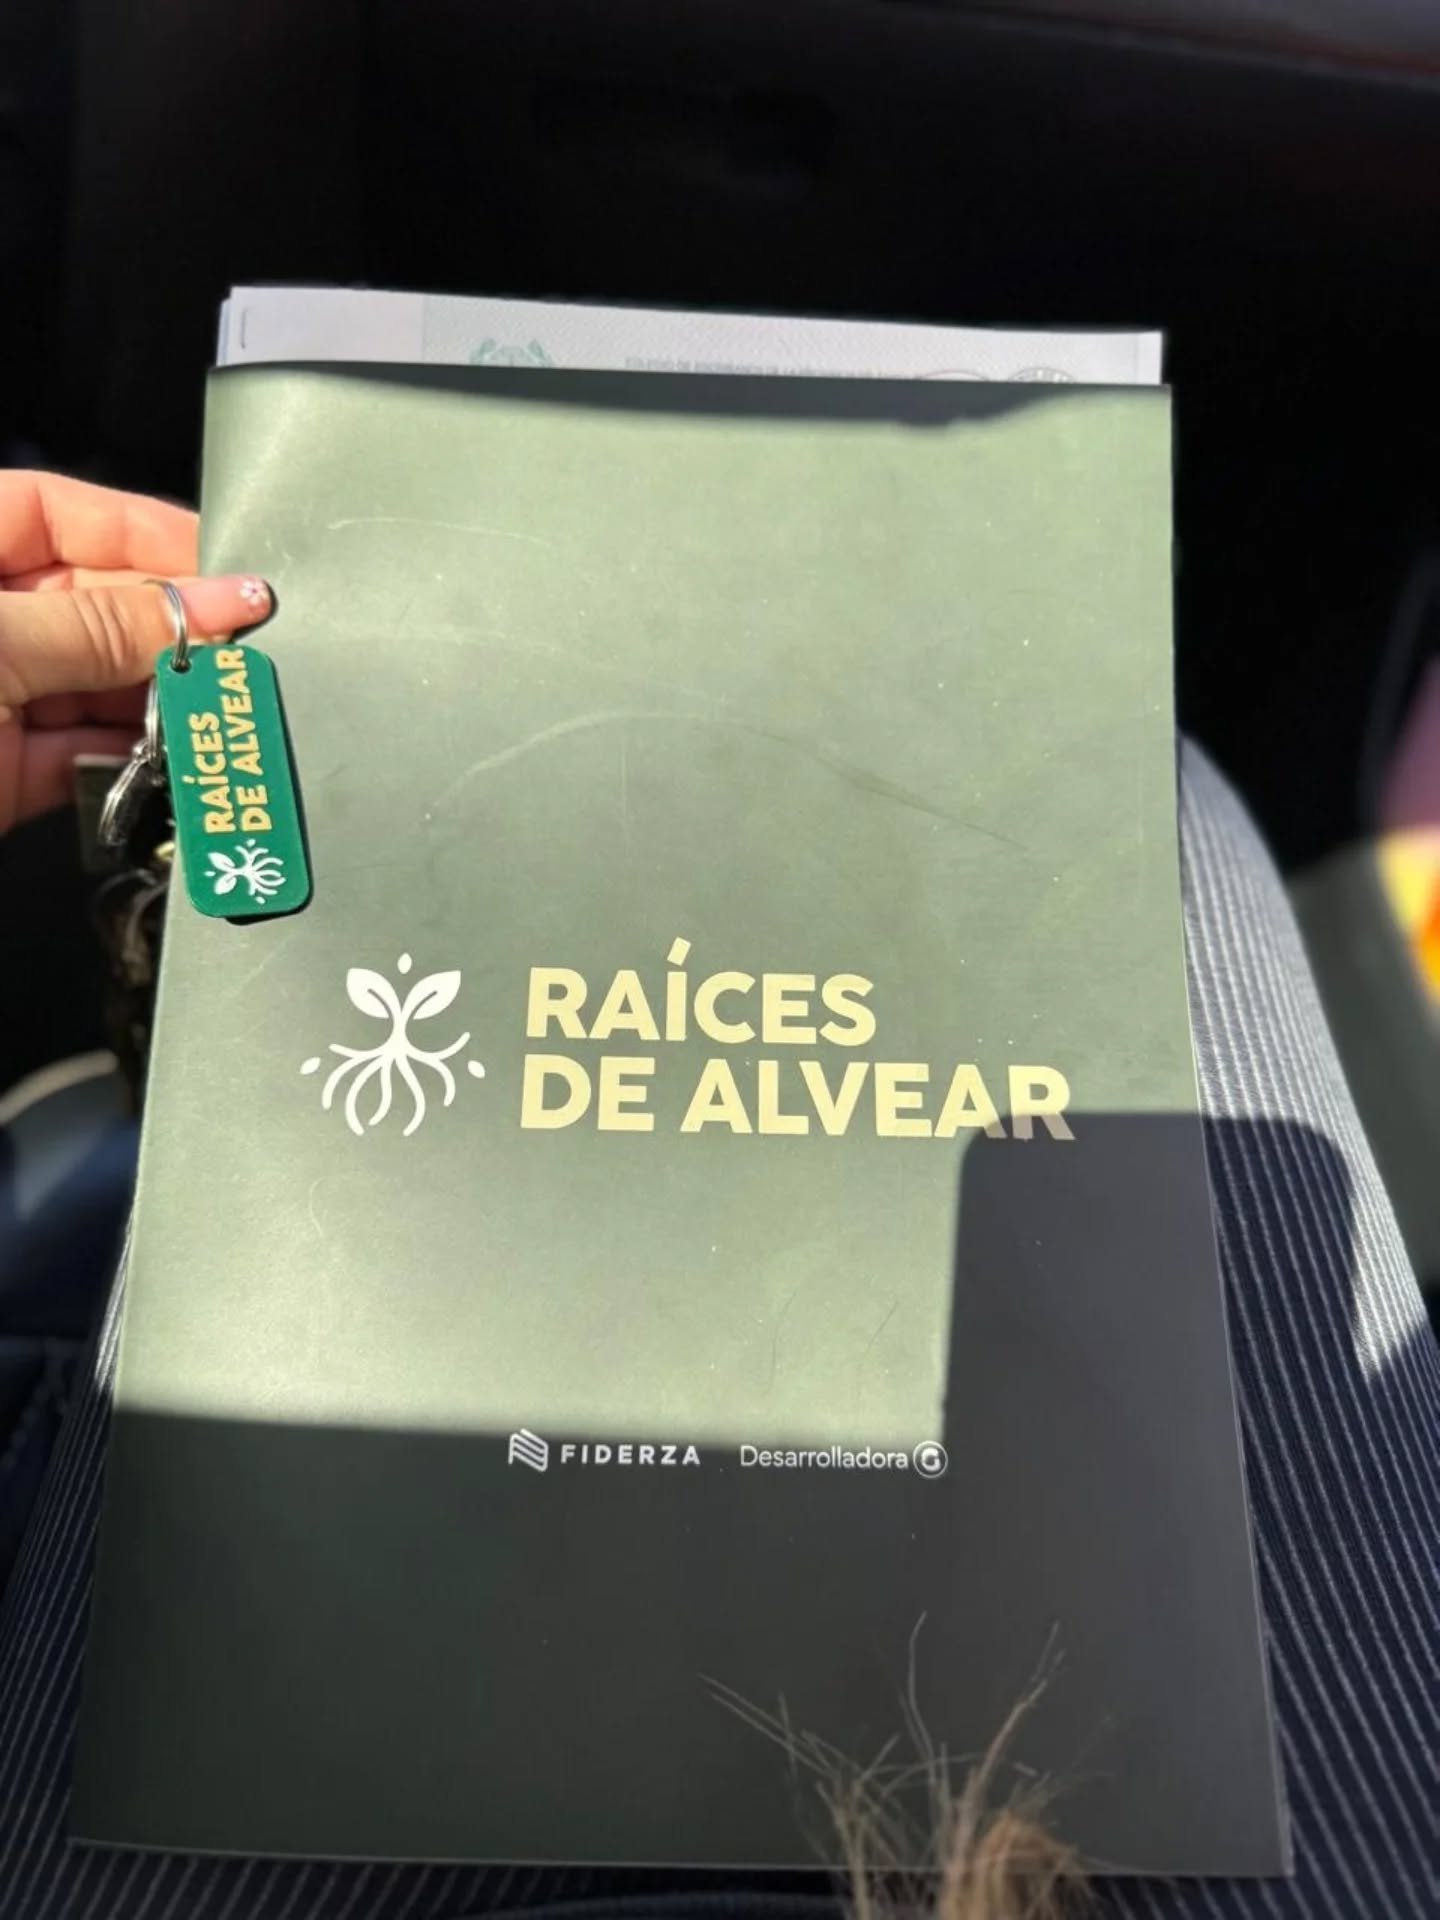 RAÍCES
DE ALVEAR
RAÍCES
DE ALVEAR
FIDERZA
Desarrolladora G